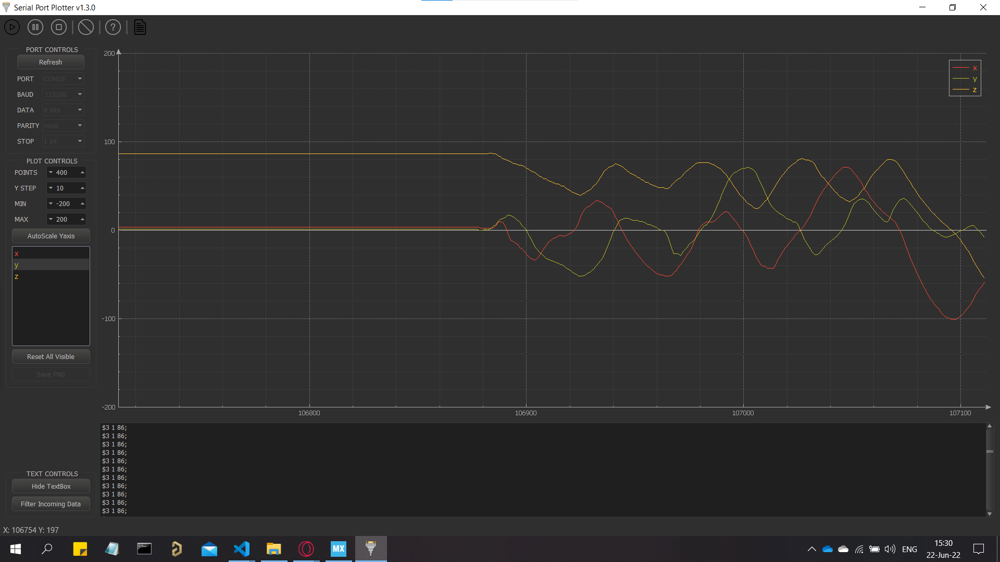 Serial Port Plotter v1.3.0
PORT CONTROLS
Refresh
PORT COM16
BAUD 115200
DATA 8 bits
PARITY none
STOP 1 bit
PLOT CONTROLS
POINTS 400
Y STEP 10
MIN -200
MAX 200
AutoScale Yaxis
x
y
z
Reset All Visible
Save PNG
TEXT CONTROLS
Hide TextBox
Filter Incoming Data
200
100
0
-100
-200
106800 106900 107000 107100
x
y
z
$3 1 86;
$3 1 86;
$3 1 86;
$3 1 86;
$3 1 86;
$3 1 86;
$3 1 86;
$3 1 86;
$3 1 86;
$3 1 86;
$3 1 86;
X: 106754 Y: 197
MX
ENG
15:30
22-Jun-22